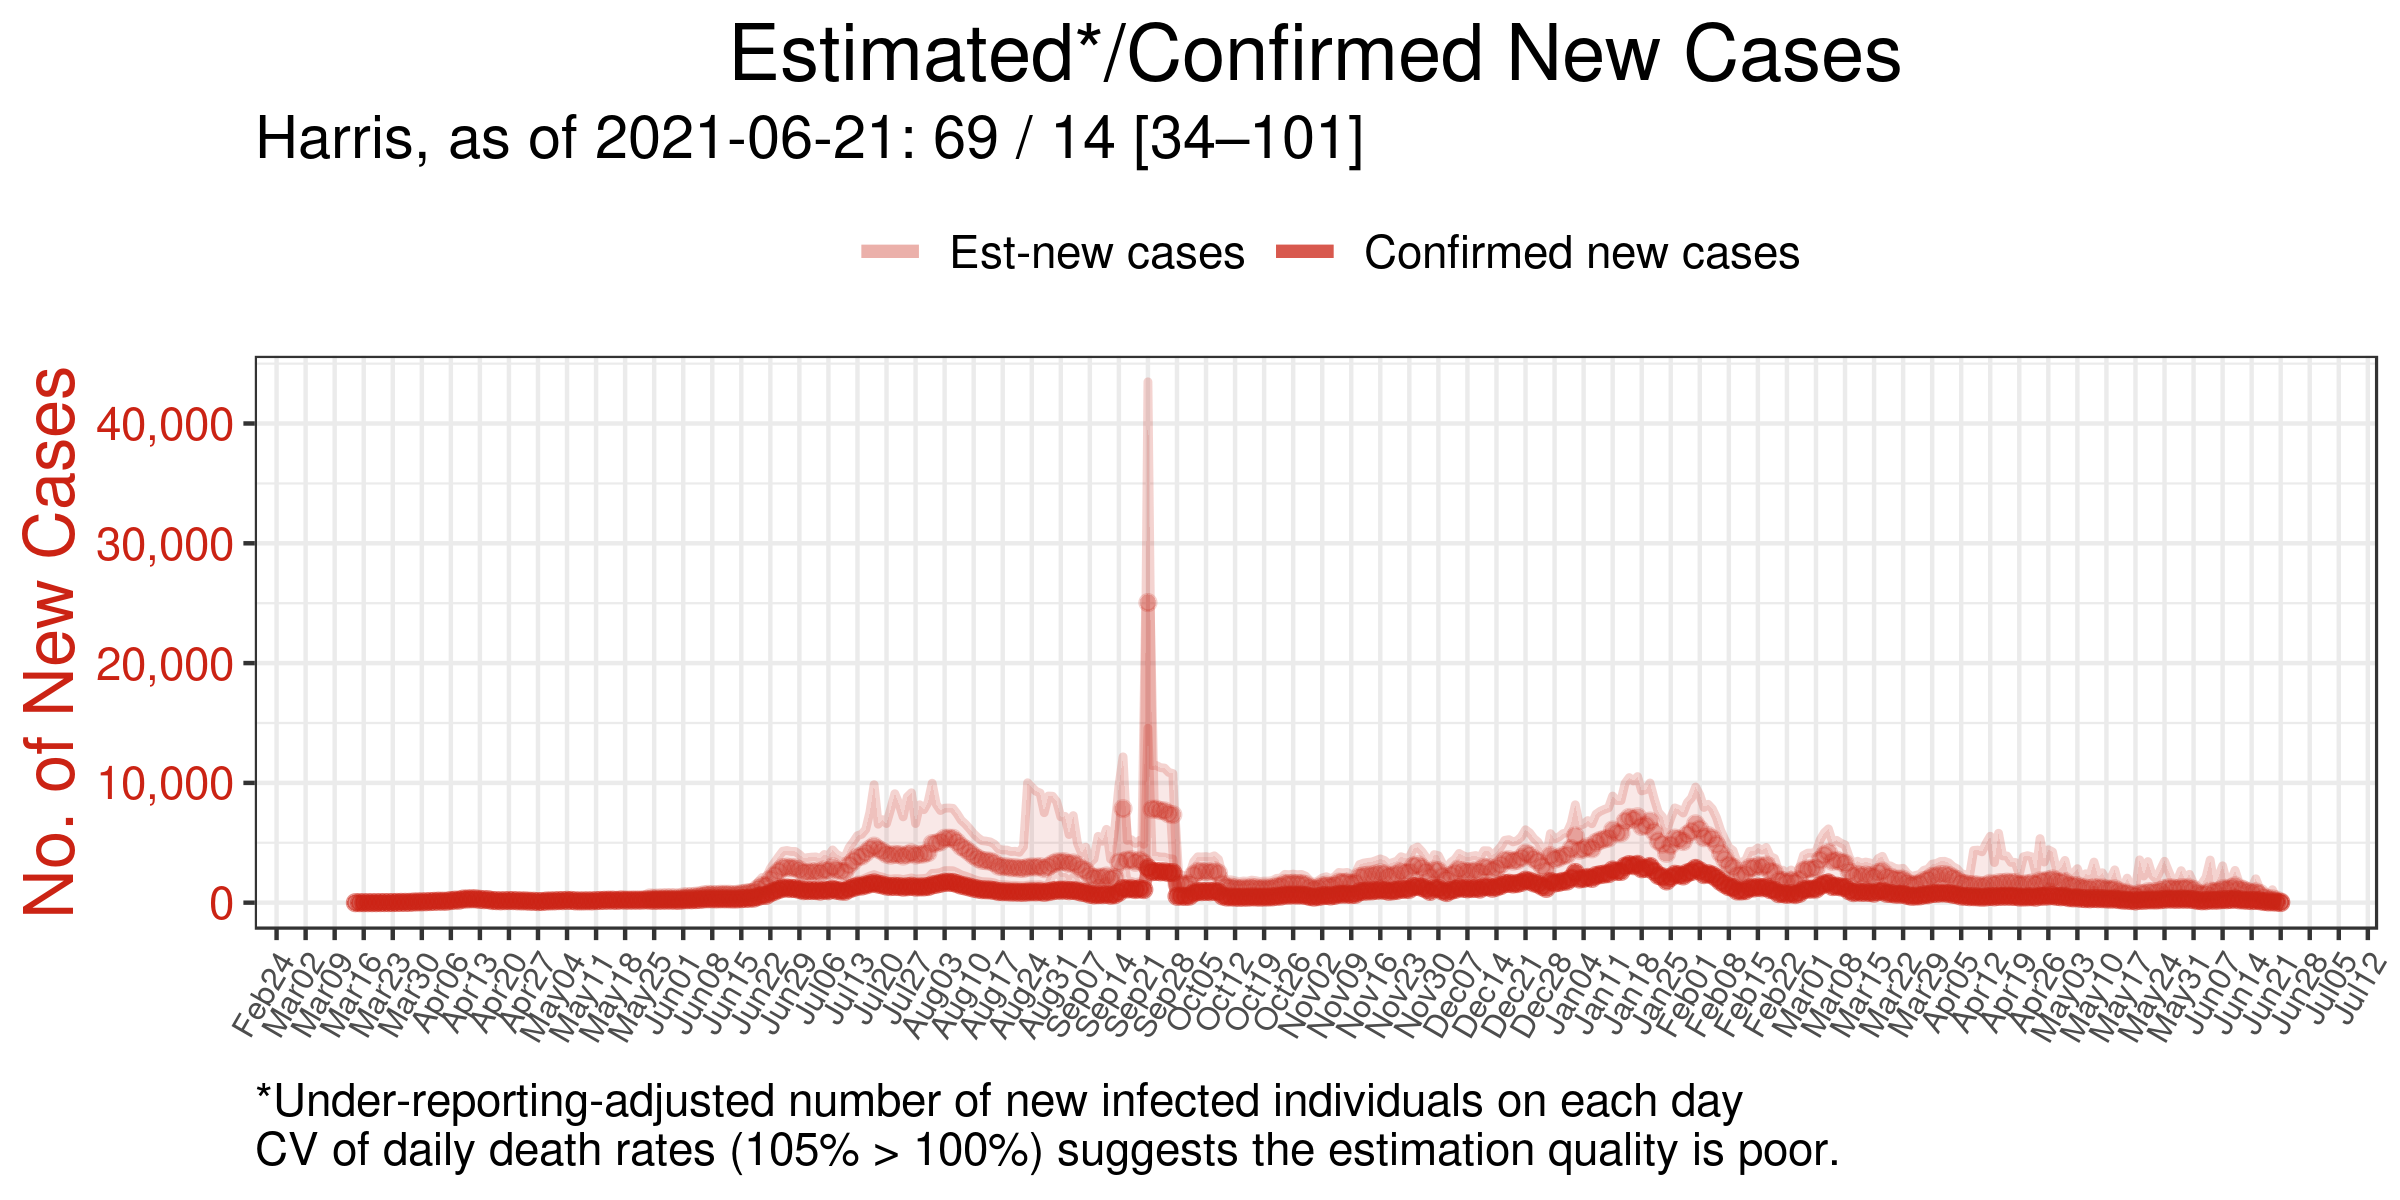 Estimated*/Confirmed New Cases
Harris, as of 2021-06-21: 69 / 14 [34–101]
Est-new cases
Confirmed new cases
No. of New Cases
40,000
30,000
20,000
10,000
0
Feb24
Mar02
Mar09
Mar16
Mar23
Mar30
Apr06
Apr13
Apr20
Apr27
May04
May11
May18
May25
Jun01
Jun08
Jun15
Jun22
Jun29
Jul06
Jul13
Jul20
Jul27
Aug03
Aug10
Aug17
Aug24
Aug31
Sep07
Sep14
Sep21
Sep28
Oct05
Oct12
Oct19
Oct26
Nov02
Nov09
Nov16
Nov23
Nov30
Dec07
Dec14
Dec21
Dec28
Jan04
Jan11
Jan18
Jan25
Feb01
Feb08
Feb15
Feb22
Mar01
Mar08
Mar15
Mar22
Mar29
Apr05
Apr12
Apr19
Apr26
May03
May10
May17
May24
May31
Jun07
Jun14
Jun21
Jun28
Jul05
Jul12
*Under-reporting-adjusted number of new infected individuals on each day
CV of daily death rates (105% > 100%) suggests the estimation quality is poor.